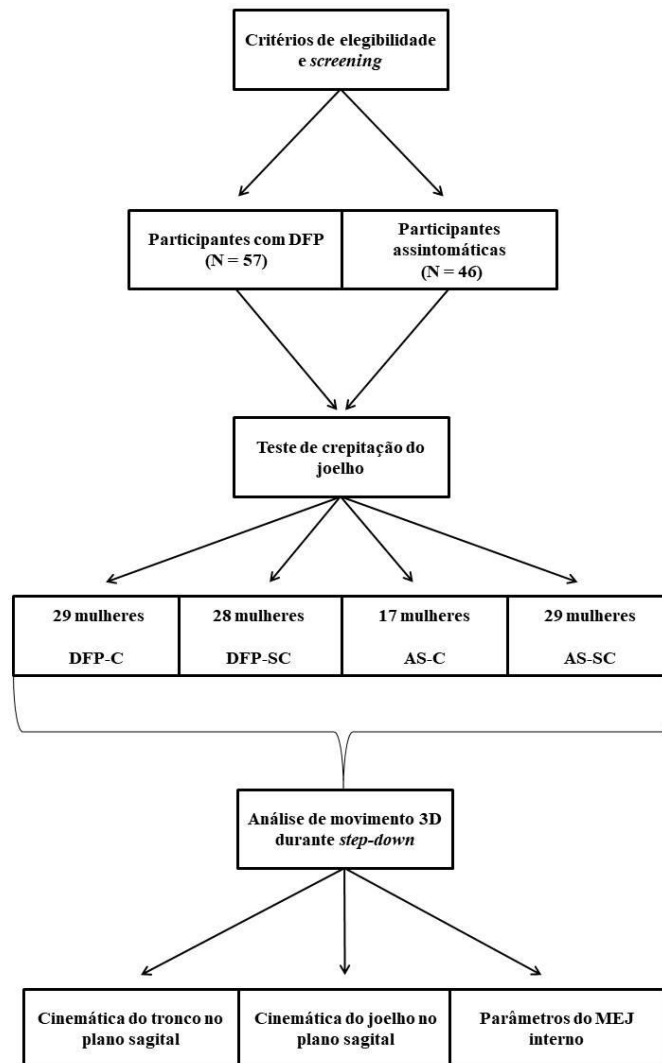 Critérios de elegibilidade
e screening
Participantes com DFP
(N = 57)
Participantes
assintomáticas
(N = 46)
Teste de crepitação do
joelho
29 mulheres
DFP-C
28 mulheres
DFP-SC
17 mulheres
AS-C
29 mulheres
AS-SC
Análise de movimento 3D
durante step-down
Cinemática do tronco no
plano sagital
Cinemática do joelho no
plano sagital
Parâmetros do MEJ
interno